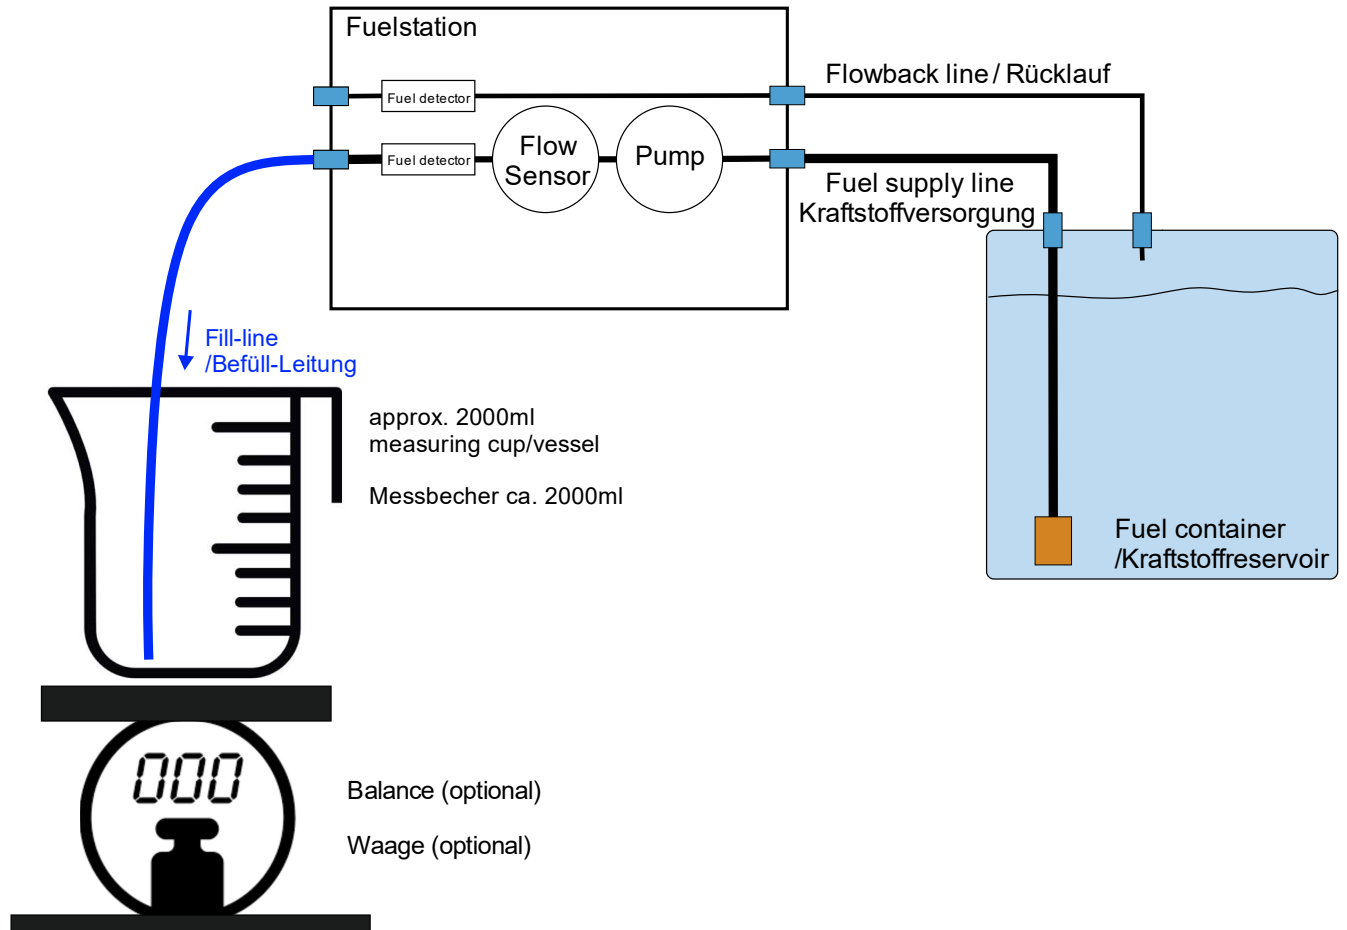 Fuelstation
Flowback line / Rücklauf
Fuel detector
Fuel detector
Flow
Sensor
Pump
Fuel supply line
Kraftstoffversorgung
Fill-line
/Befüll-Leitung
approx. 2000ml
measuring cup/vessel
Messbecher ca. 2000ml
Fuel container
/Kraftstoffreservoir
000
Balance (optional)
Waage (optional)